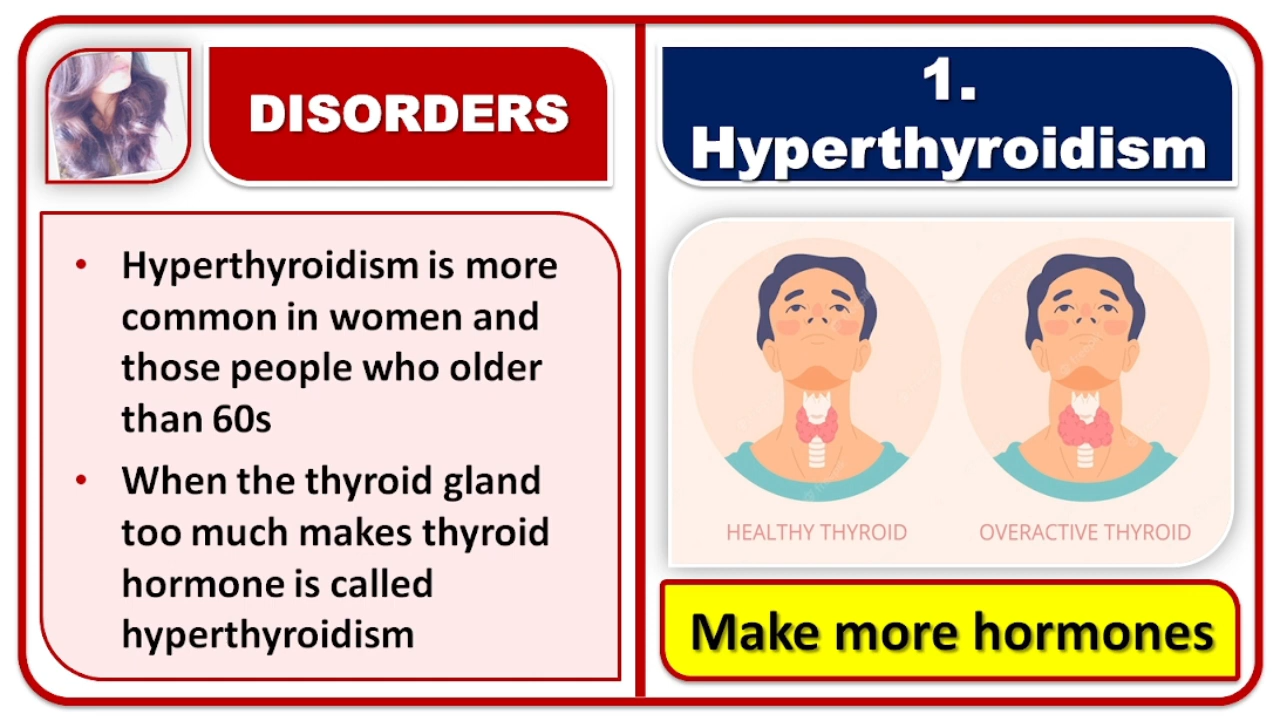 DISORDERS
Hyperthyroidism is more
common in women and
those people who older
than 60s
When the thyroid gland
too much makes thyroid
hormone is called
hyperthyroidism
1.
Hyperthyroidism
HEALTHY THYROID
OVERACTIVE THYROID
Make more hormones